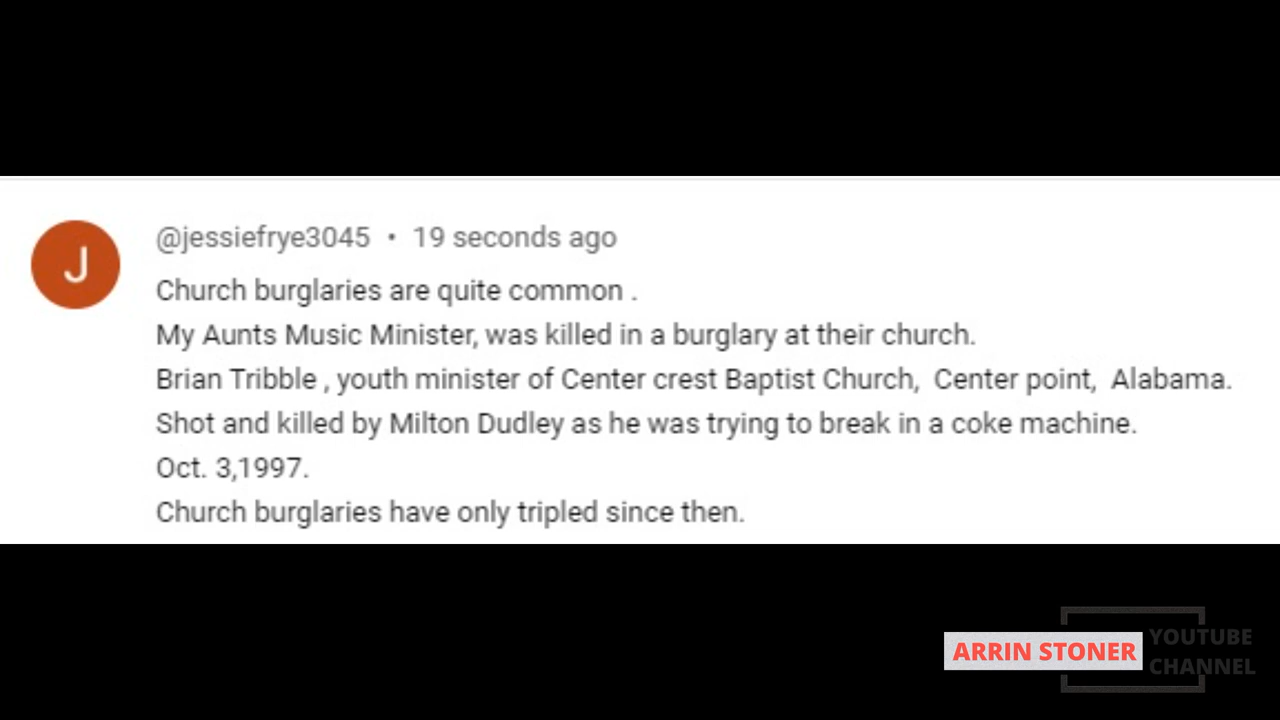 @jessiefrye3045 • 19 seconds ago
Church burglaries are quite common .
My Aunts Music Minister, was killed in a burglary at their church.
Brian Tribble , youth minister of Center crest Baptist Church,  Center point,  Alabama.
Shot and killed by Milton Dudley as he was trying to break in a coke machine.
Oct. 3,1997.
Church burglaries have only tripled since then.
J
ARRIN STONER
YOUTUBE
CHANNEL